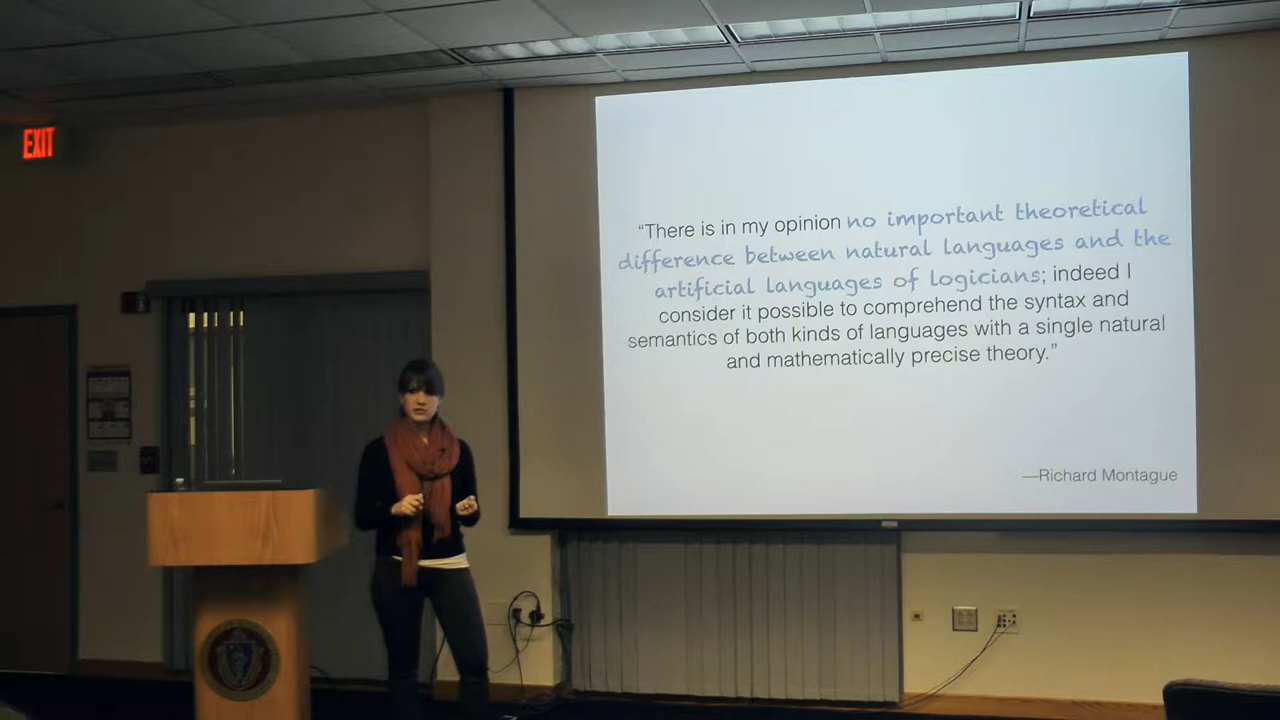 EXIT
“There is in my opinion no important theoretical
difference between natural languages and the
artificial languages of logicians; indeed I
consider it possible to comprehend the syntax and
semantics of both kinds of languages with a single natural
and mathematically precise theory.”
—Richard Montague